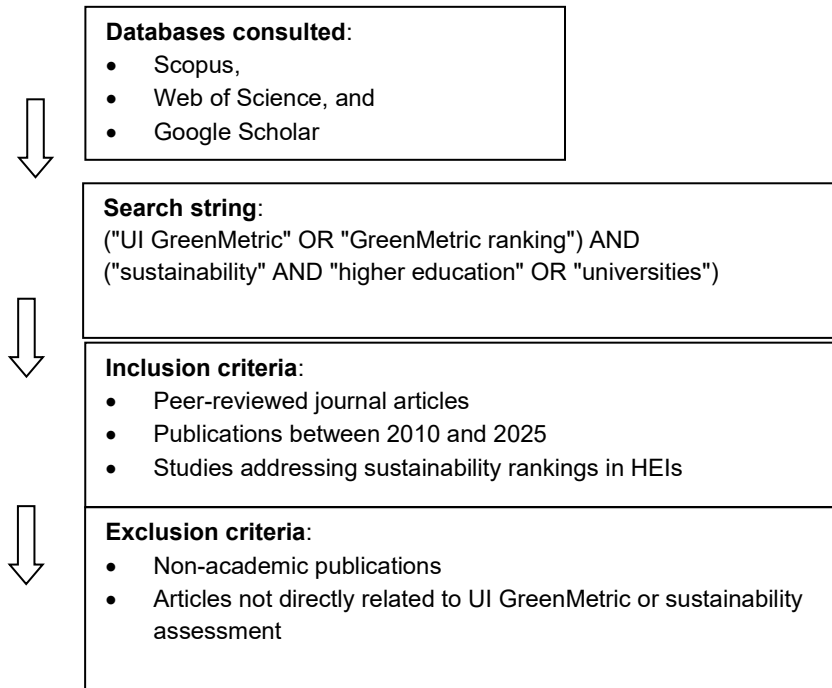 Databases consulted:
• Scopus,
• Web of Science, and
• Google Scholar
Search string:
("UI GreenMetric" OR "GreenMetric ranking") AND
("sustainability" AND "higher education" OR "universities")
Inclusion criteria:
• Peer-reviewed journal articles
• Publications between 2010 and 2025
• Studies addressing sustainability rankings in HEIs
Exclusion criteria:
• Non-academic publications
• Articles not directly related to UI GreenMetric or sustainability
assessment